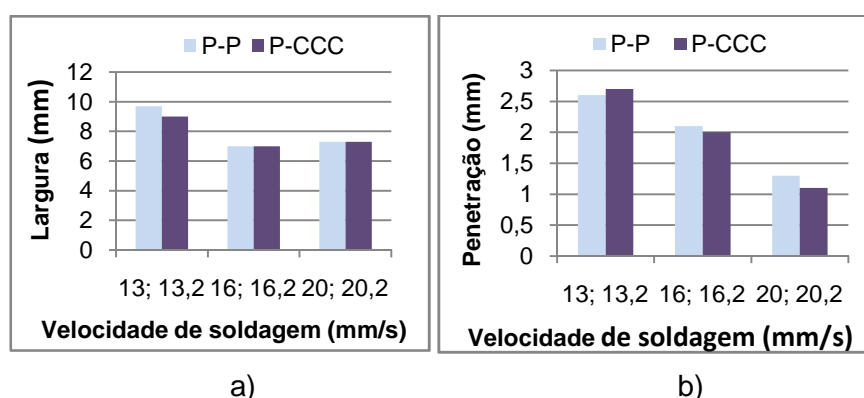 P-P P-CCC
12
10
8
6
4
2
0
Largura (mm)
13; 13,2 16; 16,2 20; 20,2
Velocidade de soldagem (mm/s)
a)
P-P P-CCC
3
2,5
2
1,5
1
0,5
0
Penetração (mm)
13; 13,2 16; 16,2 20; 20,2
Velocidade de soldagem (mm/s)
b)